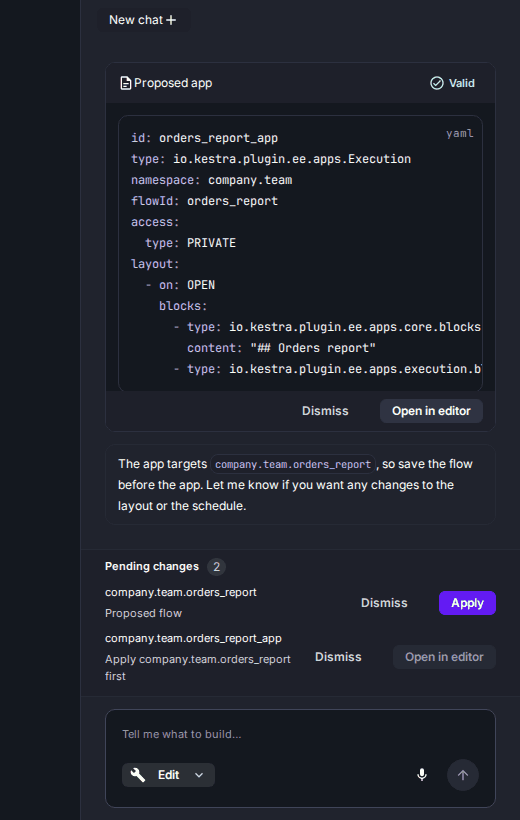 New chat +
Proposed app
Valid
yaml
id: orders_report_app
type: io.kestra.plugin.ee.apps.Execution
namespace: company.team
flowId: orders_report
access:
  type: PRIVATE
layout:
  - on: OPEN
    blocks:
      - type: io.kestra.plugin.ee.apps.core.blocks
        content: "## Orders report"
      - type: io.kestra.plugin.ee.apps.execution.bl
Dismiss
Open in editor
The app targets company.team.orders_report, so save the flow
before the app. Let me know if you want any changes to the
layout or the schedule.
Pending changes 2
company.team.orders_report
Proposed flow
Dismiss
Apply
company.team.orders_report_app
Apply company.team.orders_report
first
Dismiss
Open in editor
Tell me what to build...
Edit